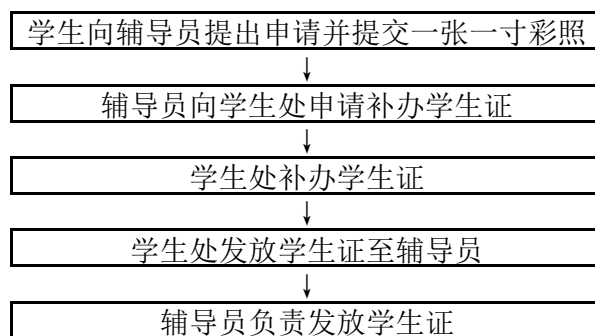 学生向辅导员提出申请并提交一张一寸彩照
辅导员向学生处申请补办学生证
学生处补办学生证
学生处发放学生证至辅导员
辅导员负责发放学生证